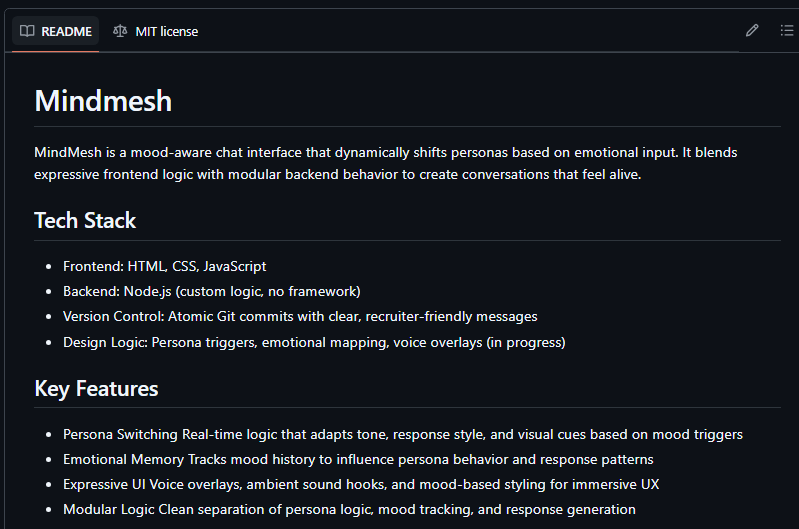 README MIT license
Mindmesh
MindMesh is a mood-aware chat interface that dynamically shifts personas based on emotional input. It blends
expressive frontend logic with modular backend behavior to create conversations that feel alive.
Tech Stack
• Frontend: HTML, CSS, JavaScript
• Backend: Node.js (custom logic, no framework)
• Version Control: Atomic Git commits with clear, recruiter-friendly messages
• Design Logic: Persona triggers, emotional mapping, voice overlays (in progress)
Key Features
• Persona Switching Real-time logic that adapts tone, response style, and visual cues based on mood triggers
• Emotional Memory Tracks mood history to influence persona behavior and response patterns
• Expressive UI Voice overlays, ambient sound hooks, and mood-based styling for immersive UX
• Modular Logic Clean separation of persona logic, mood tracking, and response generation